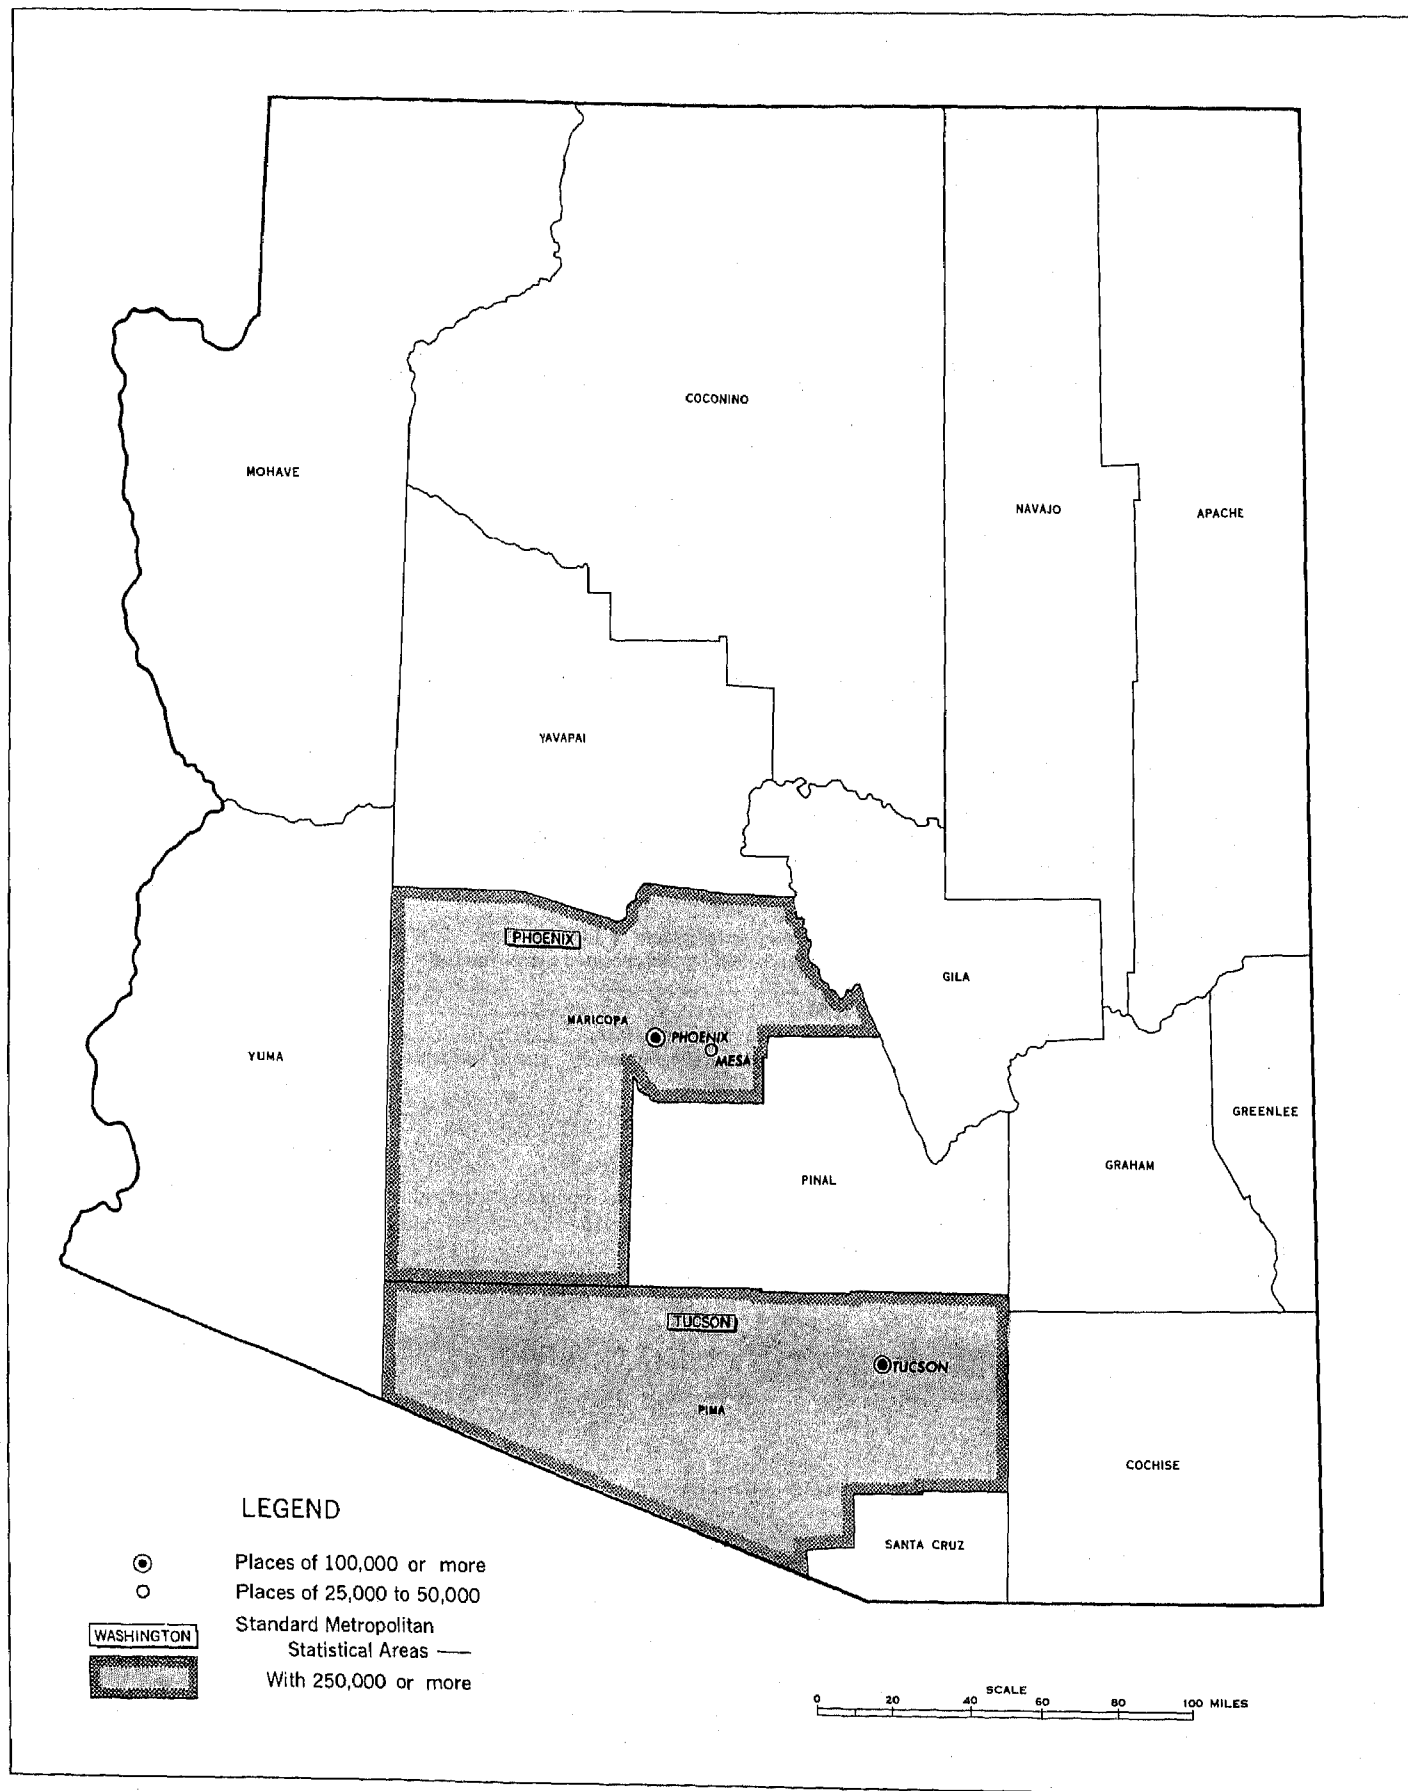 COCONINO
MOHAVE
NAVAJO
APACHE
YAVAPAI
PHOENIX
GILA
MARICOPA
PHOENIX
MESA
YUMA
GREENLEE
GRAHAM
PINAL
TUCSON
TUCSON
PIMA
COCHISE
SANTA CRUZ
LEGEND
Places of 100,000 or more
Places of 25,000 to 50,000
WASHINGTON
Standard Metropolitan
Statistical Areas —
With 250,000 or more
SCALE
0 20 40 60 80 100 MILES